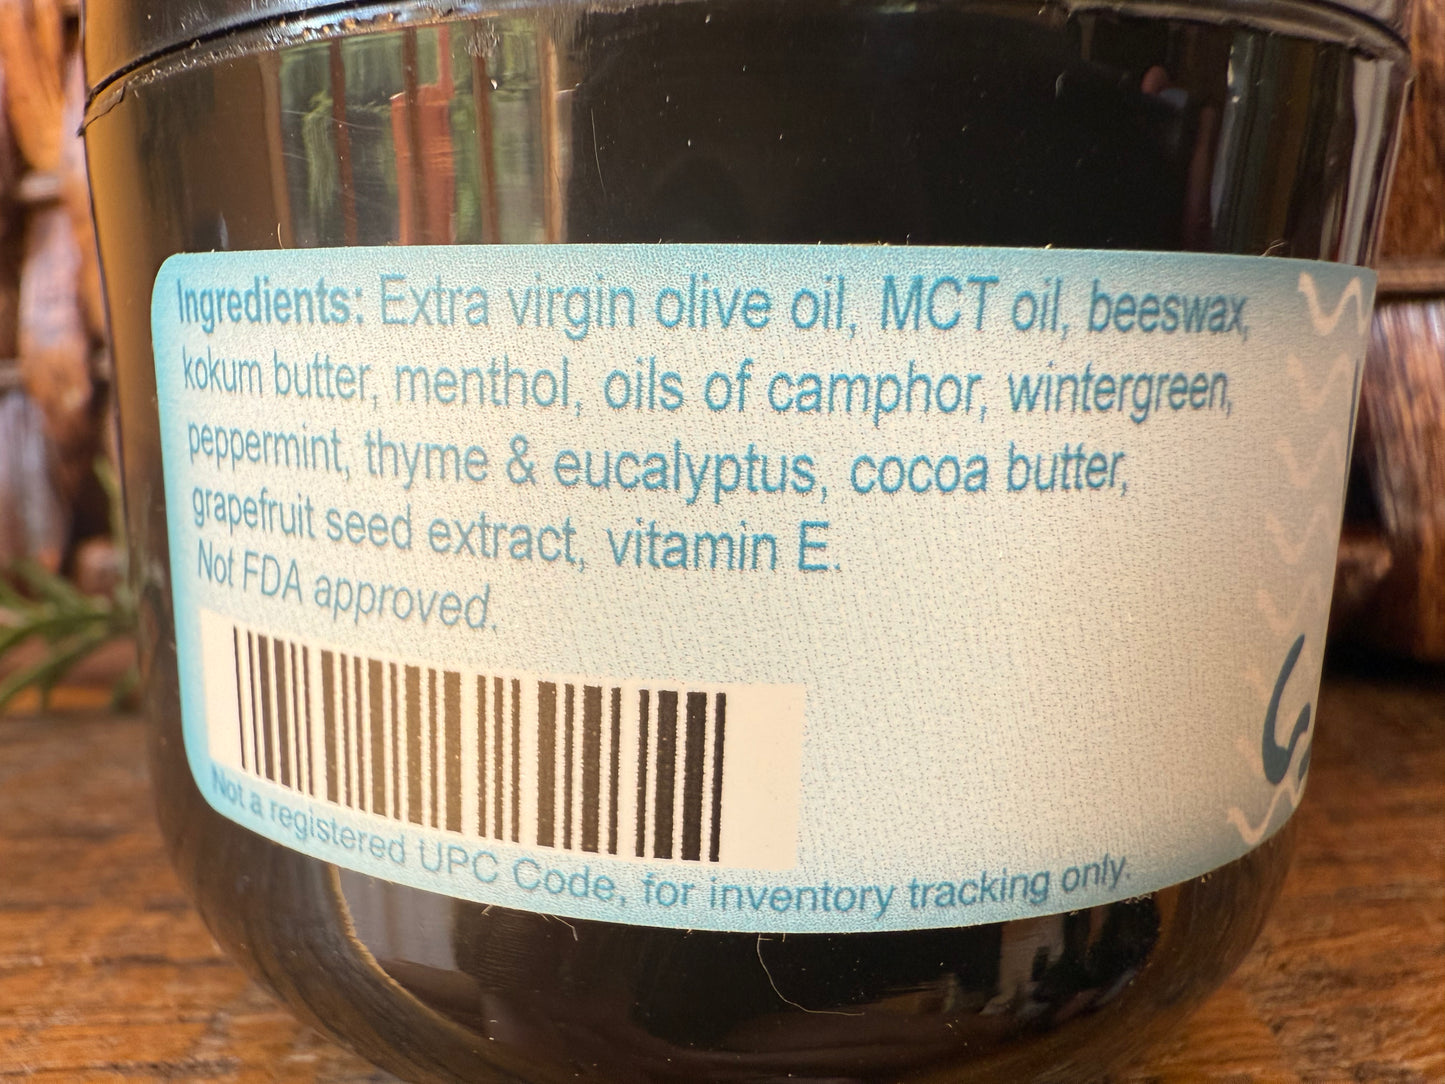 Ingredients: Extra virgin olive oil, MCT oil, beeswax,
kokum butter, menthol, oils of camphor, wintergreen,
peppermint, thyme & eucalyptus, cocoa butter,
grapefruit seed extract, vitamin E.
Not FDA approved.
Not a registered UPC Code, for inventory tracking only.